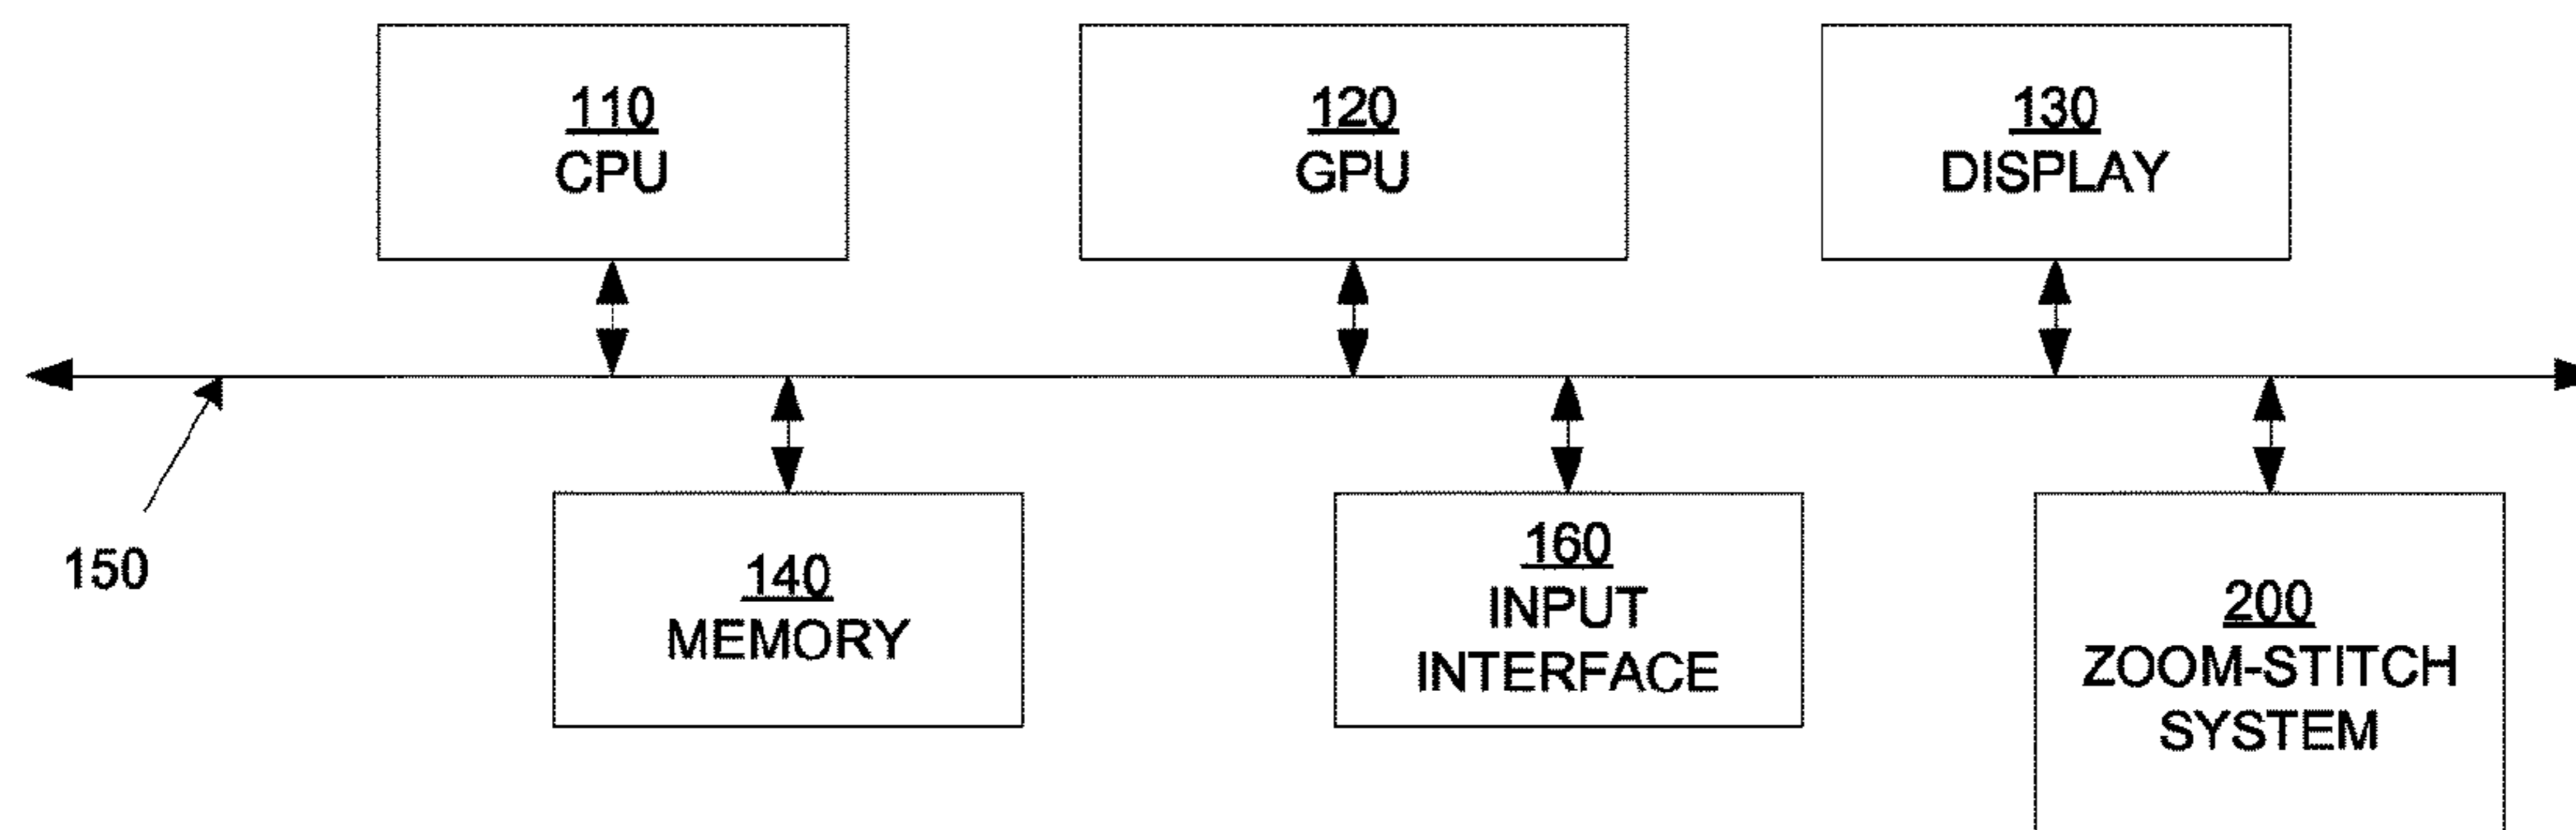 110
CPU
120
GPU
130
DISPLAY
150
140
MEMORY
160
INPUT
INTERFACE
200
ZOOM-STITCH
SYSTEM